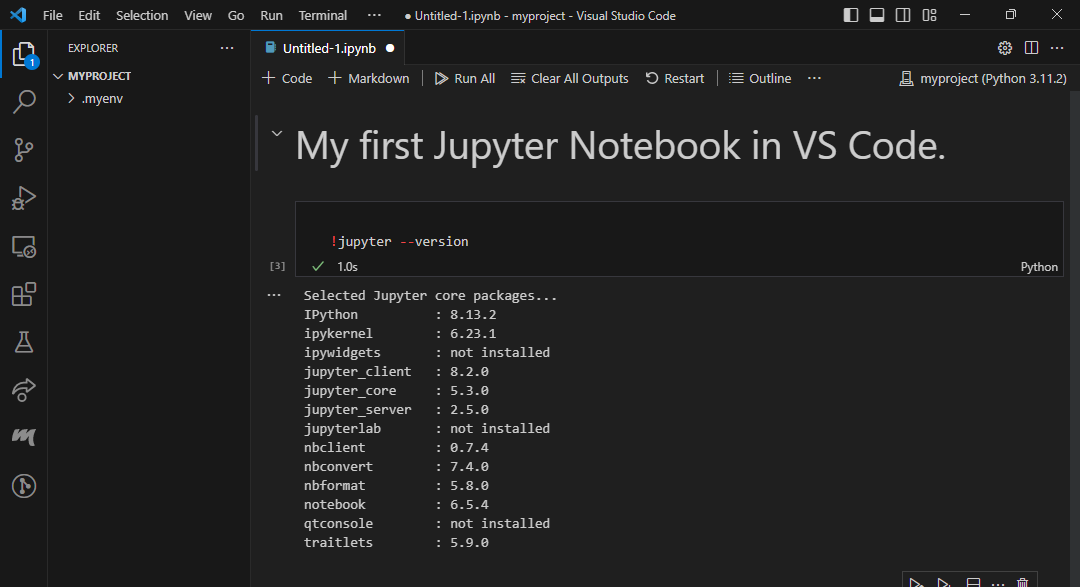 File Edit Selection View Go Run Terminal ··· ● Untitled-1.ipynb - myproject - Visual Studio Code
EXPLORER ···
MYPROJECT
.myenv
1
Untitled-1.ipynb ●
+ Code + Markdown Run All Clear All Outputs Restart Outline ··· myproject (Python 3.11.2)
My first Jupyter Notebook in VS Code.
!jupyter --version
[3] ✓ 1.0s Python
··· Selected Jupyter core packages...
IPython : 8.13.2
ipykernel : 6.23.1
ipywidgets : not installed
jupyter_client : 8.2.0
jupyter_core : 5.3.0
jupyter_server : 2.5.0
jupyterlab : not installed
nbclient : 0.7.4
nbconvert : 7.4.0
nbformat : 5.8.0
notebook : 6.5.4
qtconsole : not installed
traitlets : 5.9.0